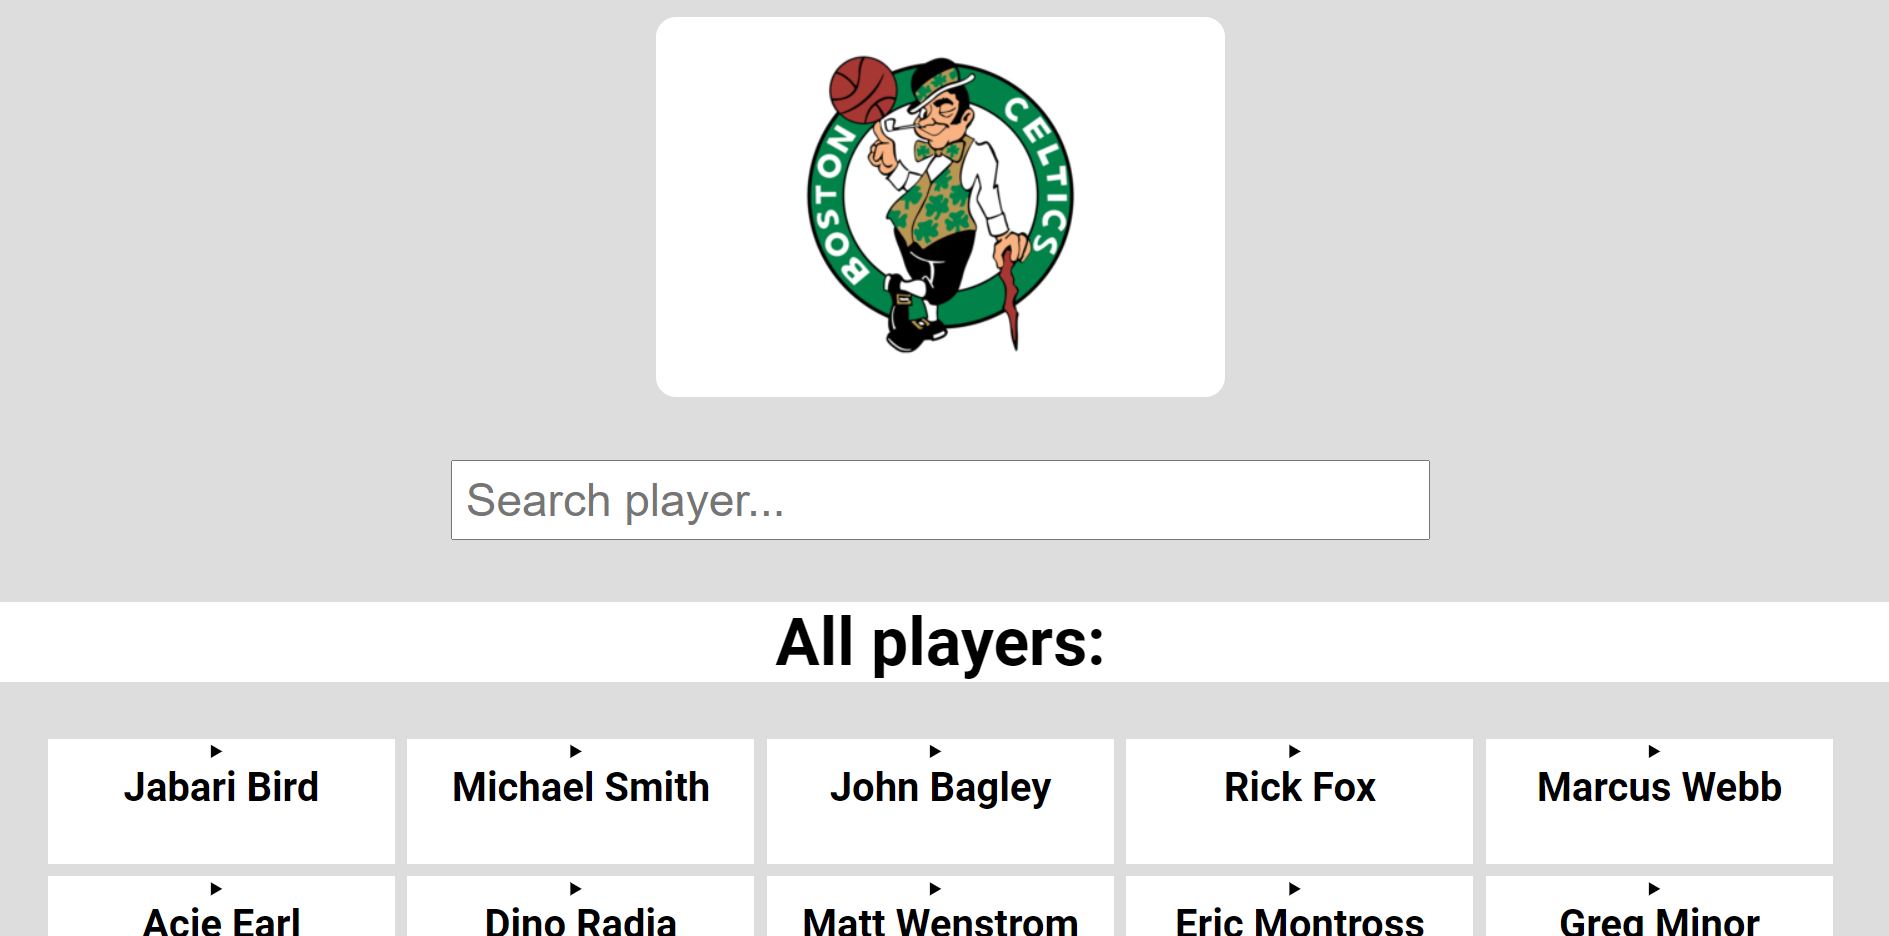 BOSTON CELTICS
Search player...
All players:
Jabari Bird
Michael Smith
John Bagley
Rick Fox
Marcus Webb
Acie Earl
Dino Radja
Matt Wenstrom
Eric Montross
Greg Minor